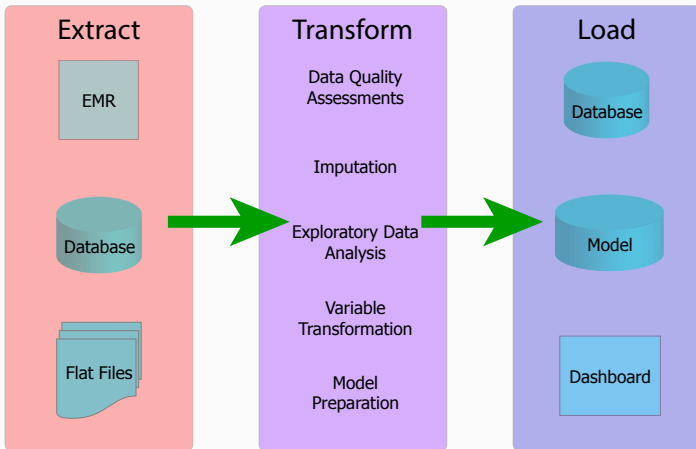 Extract
EMR
Database
Flat Files
Transform
Data Quality
Assessments
Imputation
Exploratory Data
Analysis
Variable
Transformation
Model
Preparation
Load
Database
Model
Dashboard